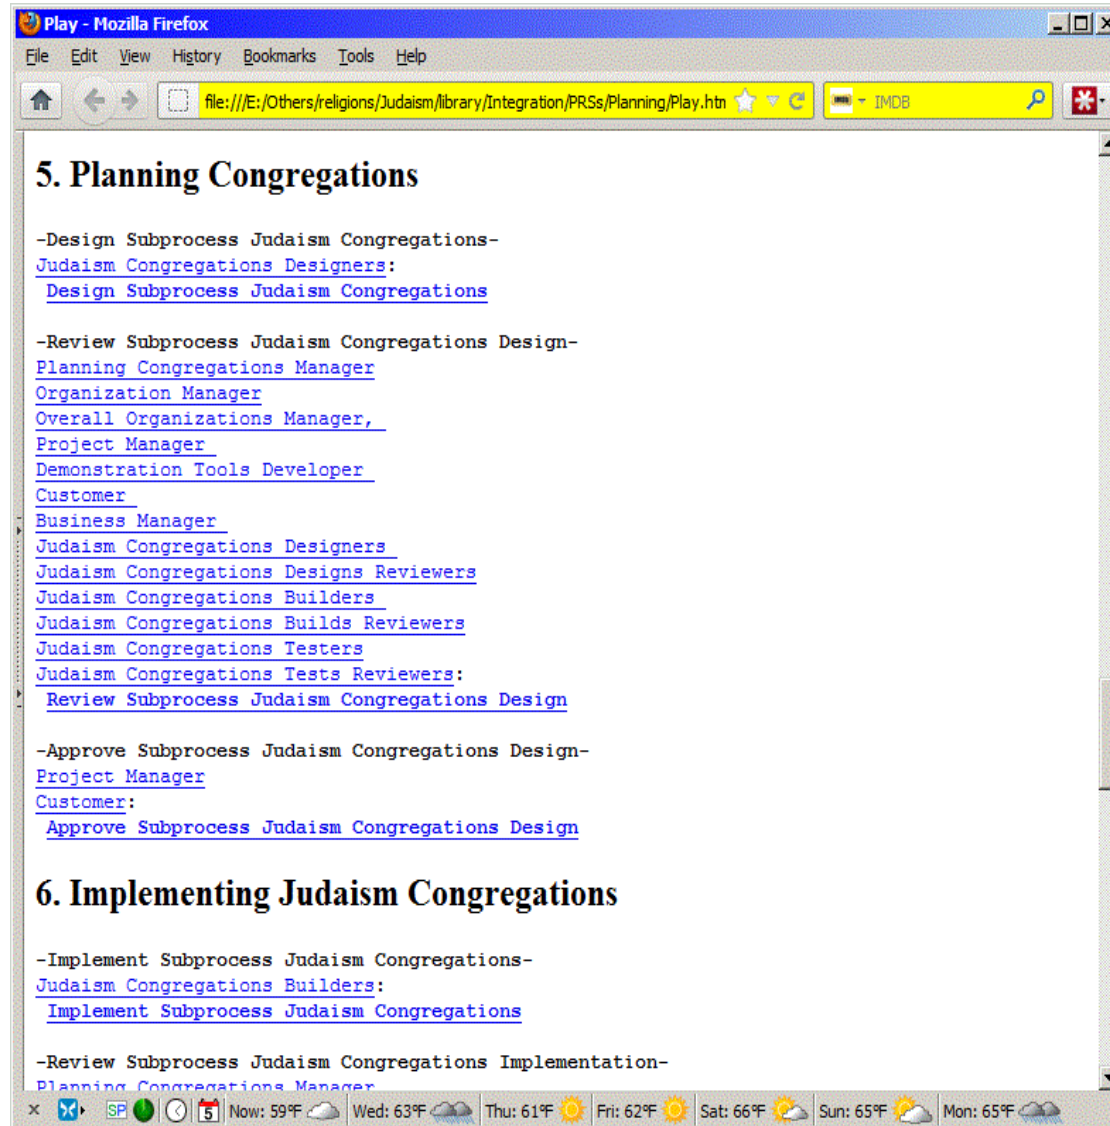 Play - Mozilla Firefox
File Edit View History Bookmarks Tools Help
file:///E:/Others/religions/Judaism/library/Integration/PRSs/Planning/Play.htn IMDB
5. Planning Congregations
-Design Subprocess Judaism Congregations-
Judaism Congregations Designers:
Design Subprocess Judaism Congregations
-Review Subprocess Judaism Congregations Design-
Planning Congregations Manager
Organization Manager
Overall Organizations Manager,
Project Manager
Demonstration Tools Developer
Customer
Business Manager
Judaism Congregations Designers
Judaism Congregations Designs Reviewers
Judaism Congregations Builders
Judaism Congregations Builds Reviewers
Judaism Congregations Testers
Judaism Congregations Tests Reviewers:
Review Subprocess Judaism Congregations Design
-Approve Subprocess Judaism Congregations Design-
Project Manager
Customer:
Approve Subprocess Judaism Congregations Design
6. Implementing Judaism Congregations
-Implement Subprocess Judaism Congregations-
Judaism Congregations Builders:
Implement Subprocess Judaism Congregations
-Review Subprocess Judaism Congregations Implementation-
Planning Congregations Manager
SP 5 Now: 59°F Wed: 63°F Thu: 61°F Fri: 62°F Sat: 66°F Sun: 65°F Mon: 65°F